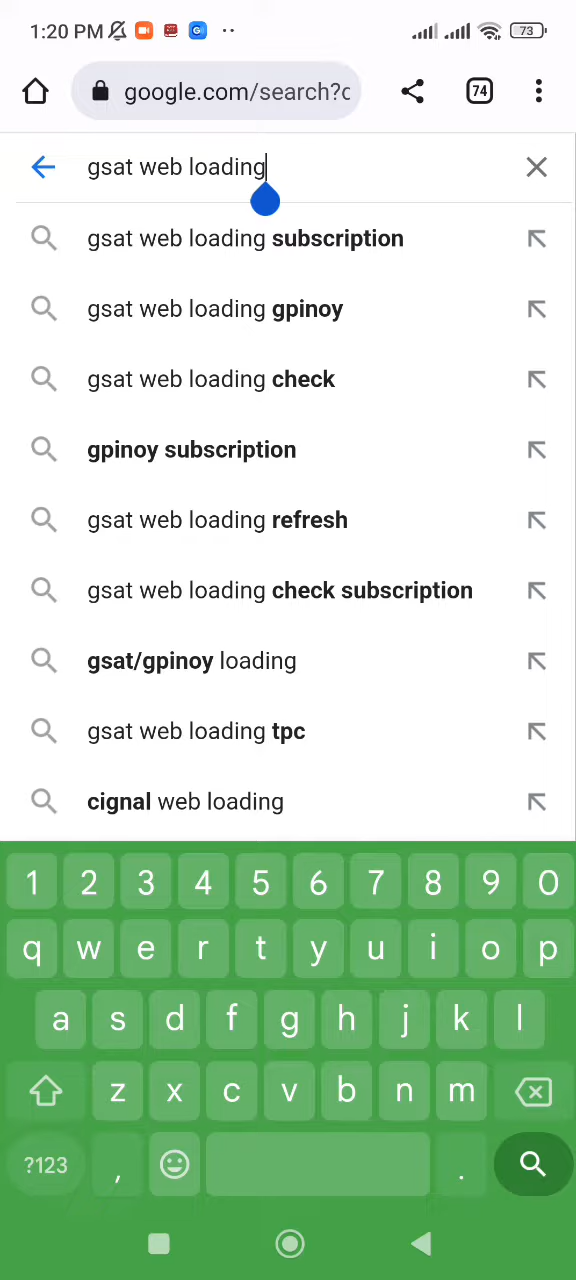 1:20 PM 73
google.com/search?c 74
gsat web loading
gsat web loading subscription
gsat web loading gpinoy
gsat web loading check
gpinoy subscription
gsat web loading refresh
gsat web loading check subscription
gsat/gpinoy loading
gsat web loading tpc
cignal web loading
1 2 3 4 5 6 7 8 9 0
q w e r t y u i o p
a s d f g h j k l
z x c v b n m
?123 , .